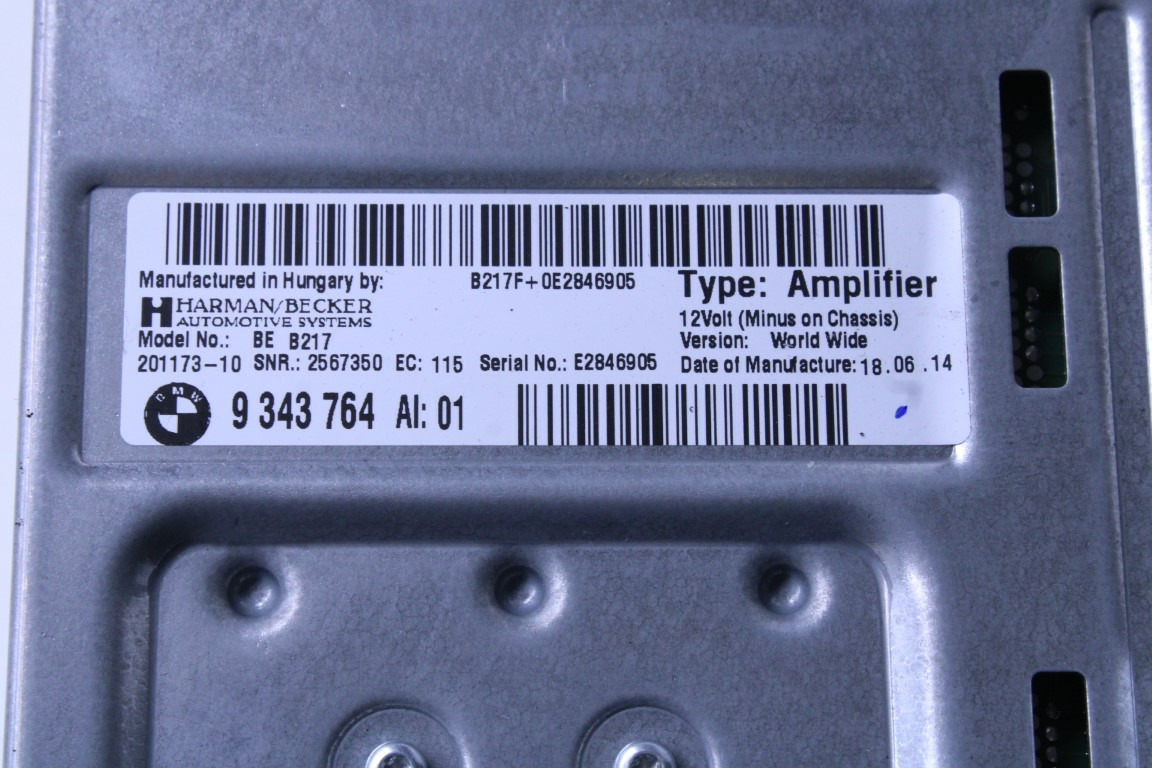 Manufactured in Hungary by:
B217F+0E2846905
Type: Amplifier
HARMAN/BECKER
AUTOMOTIVE SYSTEMS
12Volt (Minus on Chassis)
Model No.: BE B217
Version: World Wide
201173-10 SNR.: 2567350 EC: 115 Serial No.: E2846905 Date of Manufacture: 18.06.14
BMW
9 343 764 AI: 01